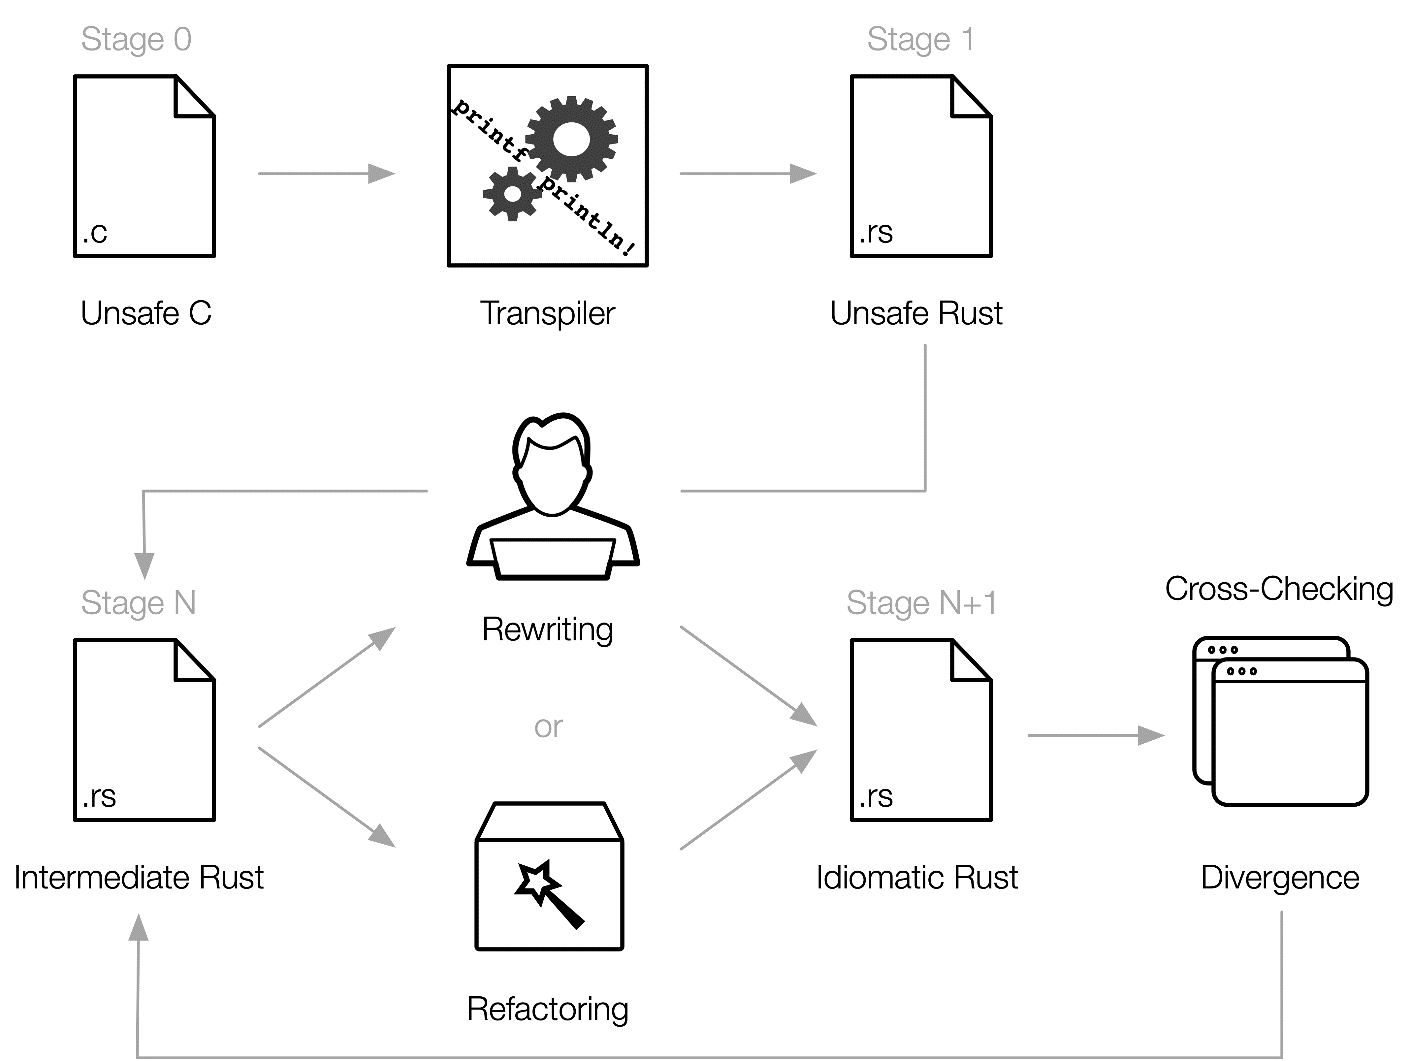 Stage 0
Stage 1
printf
println!
.c
.rs
Unsafe C
Transpiler
Unsafe Rust
Cross-Checking
Stage N
Stage N+1
Rewriting
or
.rs
.rs
Intermediate Rust
Idiomatic Rust
Divergence
Refactoring